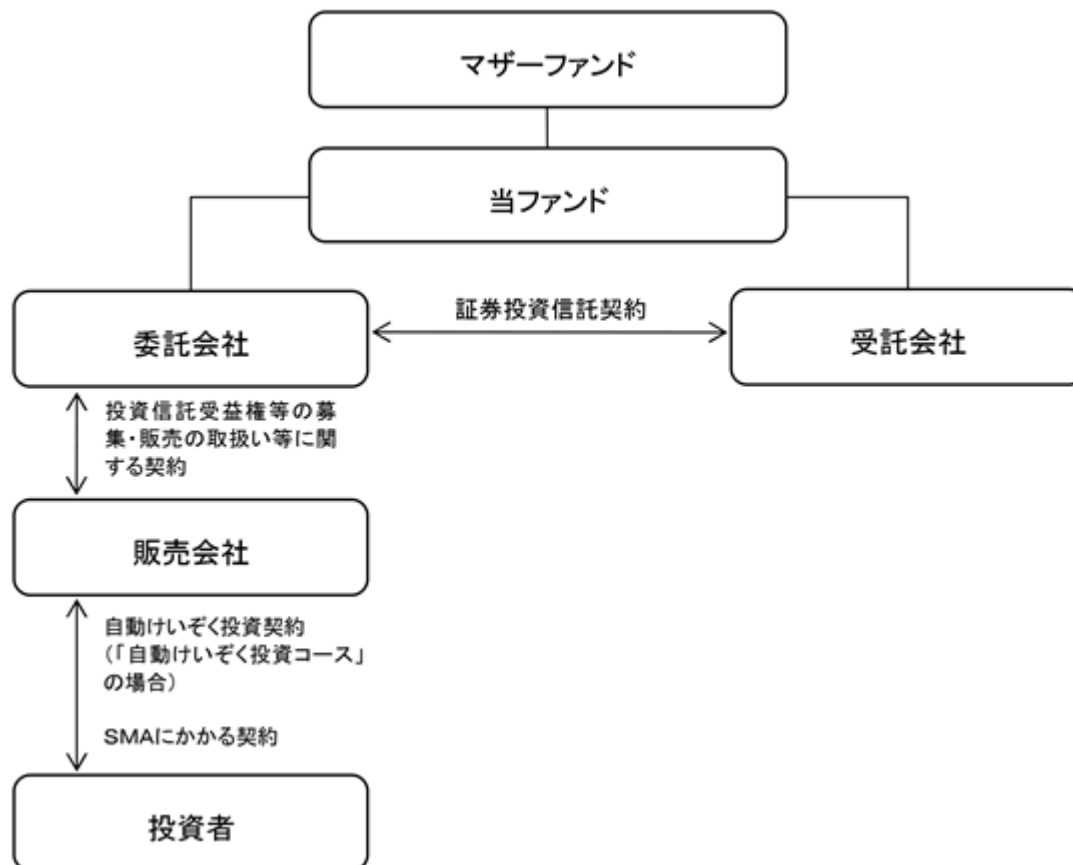 マザーファンド
当ファンド
証券投資信託契約
委託会社
受託会社
投資信託受益権等の募
集・販売の取扱い等に関
する契約
販売会社
自動けいぞく投資契約
(「自動けいぞく投資コース」
の場合)
SMAにかかる契約
投資者